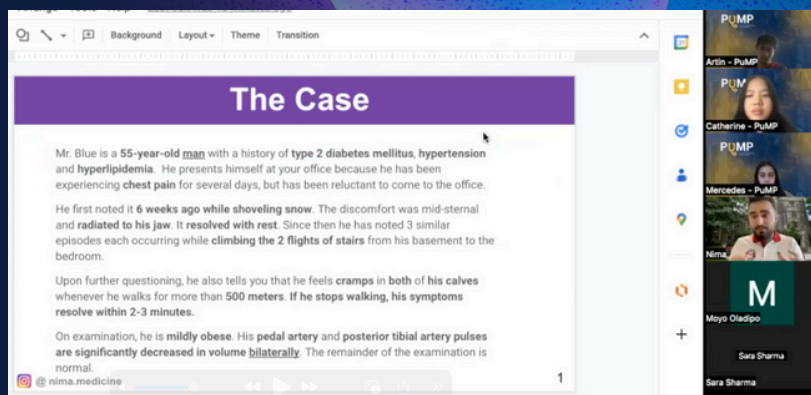 Background
Layout
Theme
Transition
The Case
Mr. Blue is a 55-year-old man with a history of type 2 diabetes mellitus, hypertension
and hyperlipidemia. He presents himself at your office because he has been
experiencing chest pain for several days, but has been reluctant to come to the office.
He first noted it 6 weeks ago while shoveling snow. The discomfort was mid-sternal
and radiated to his jaw. It resolved with rest. Since then he has noted 3 similar
episodes each occurring while climbing the 2 flights of stairs from his basement to the
bedroom.
Upon further questioning, he also tells you that he feels cramps in both of his calves
whenever he walks for more than 500 meters. If he stops walking, his symptoms
resolve within 2-3 minutes.
On examination, he is mildly obese. His pedal artery and posterior tibial artery pulses
are significantly decreased in volume bilaterally. The remainder of the examination is
normal.
@ nima.medicine
1
PUMP
Artin - PuMP
PUMP
Catherine - PuMP
PUMP
Mercedes - PuMP
Nima
M
Moyo Oladipo
Sara Sharma
Sara Sharma